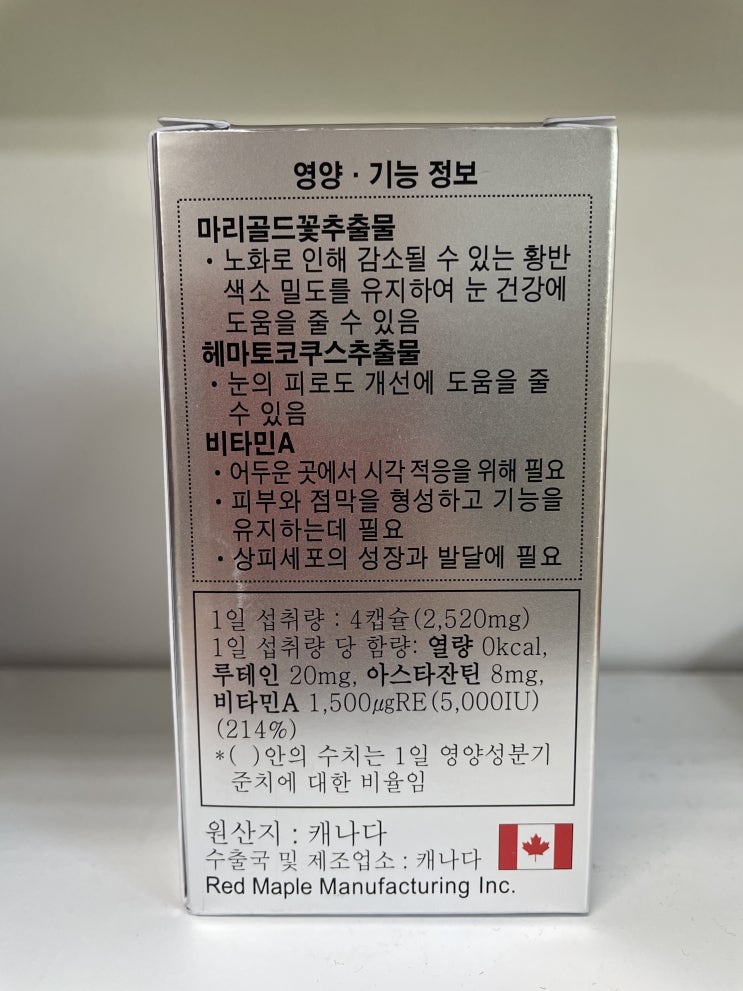 영양 · 기능 정보
마리골드꽃추출물
· 노화로 인해 감소될 수 있는 황반
색소 밀도를 유지하여 눈 건강에
도움을 줄 수 있음
헤마토코쿠스추출물
· 눈의 피로도 개선에 도움을 줄
수 있음
비타민A
· 어두운 곳에서 시각 적응을 위해 필요
· 피부와 점막을 형성하고 기능을
유지하는데 필요
· 상피세포의 성장과 발달에 필요
1일 섭취량 : 4캡슐(2,520mg)
1일 섭취량 당 함량: 열량 0kcal,
루테인 20mg, 아스타잔틴 8mg,
비타민A 1,500μgRE(5,000IU)
(214%)
*( )안의 수치는 1일 영양성분기
준치에 대한 비율임
원산지 : 캐나다
수출국 및 제조업소 : 캐나다
Red Maple Manufacturing Inc.